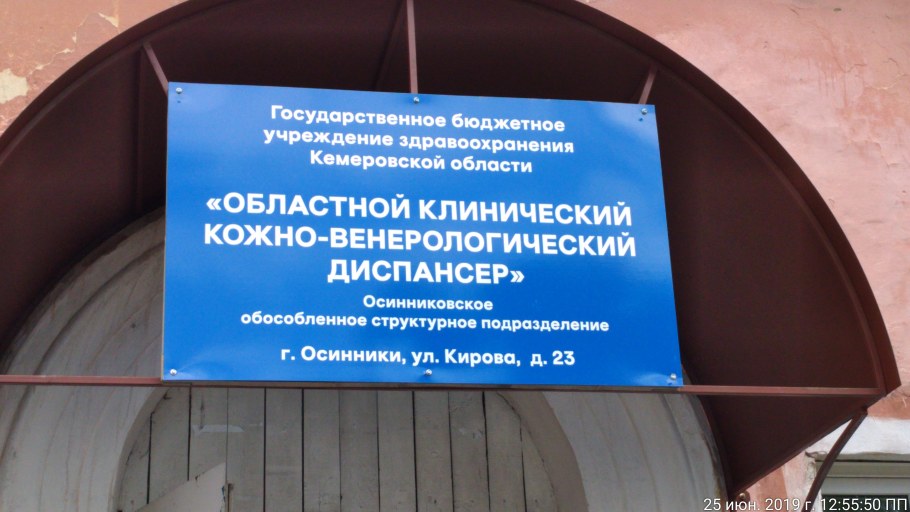 Государственное бюджетное
учреждение здравоохранения
Кемеровской области
«ОБЛАСТНОЙ КЛИНИЧЕСКИЙ
КОЖНО-ВЕНЕРОЛОГИЧЕСКИЙ
ДИСПАНСЕР»
Осинниковское
обособленное структурное подразделение
г. Осинники, ул. Кирова, д. 23
25 июн. 2019 г. 12:55:50 ПП